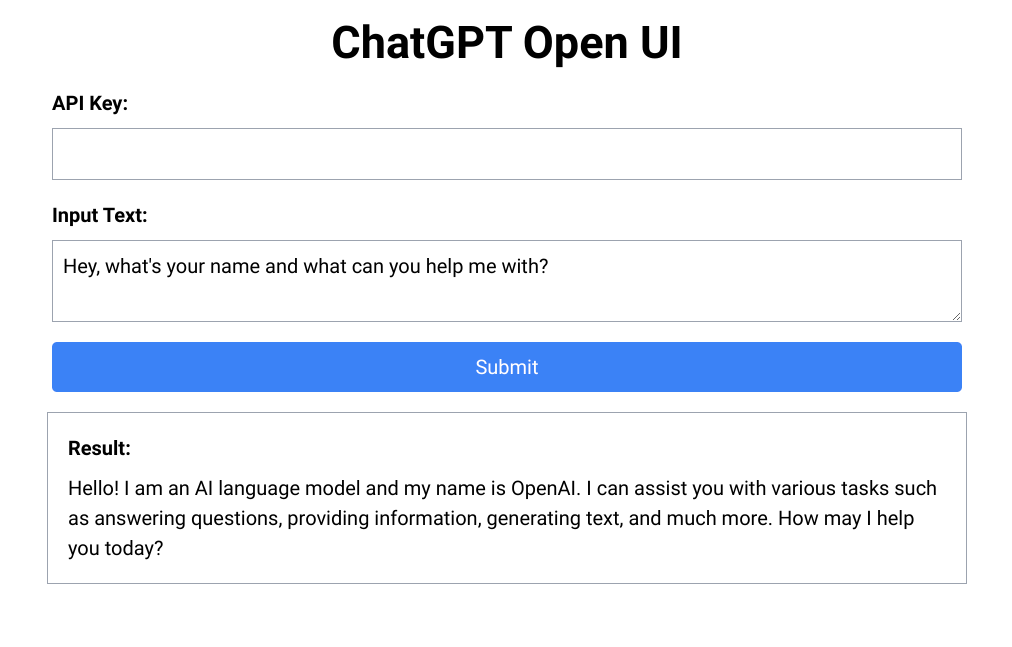 ChatGPT Open UI
API Key:
Input Text:
Hey, what's your name and what can you help me with?
Submit
Result:
Hello! I am an AI language model and my name is OpenAI. I can assist you with various tasks such
as answering questions, providing information, generating text, and much more. How may I help
you today?